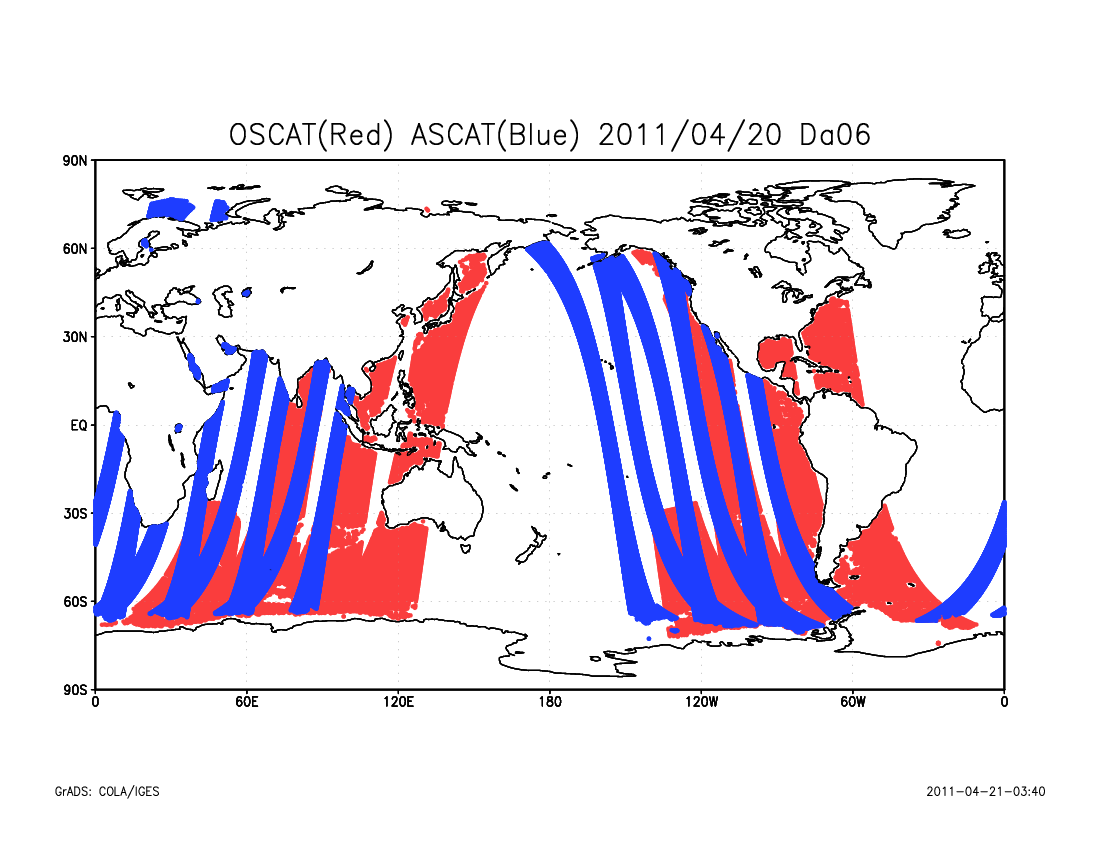 OSCAT(Red) ASCAT(Blue) 2011/04/20 Da06
90N
60N
30N
EQ
30S
60S
90S
0 60E 120E 180 120W 60W 0
GrADS: COLA/IGES 2011-04-21-03:40